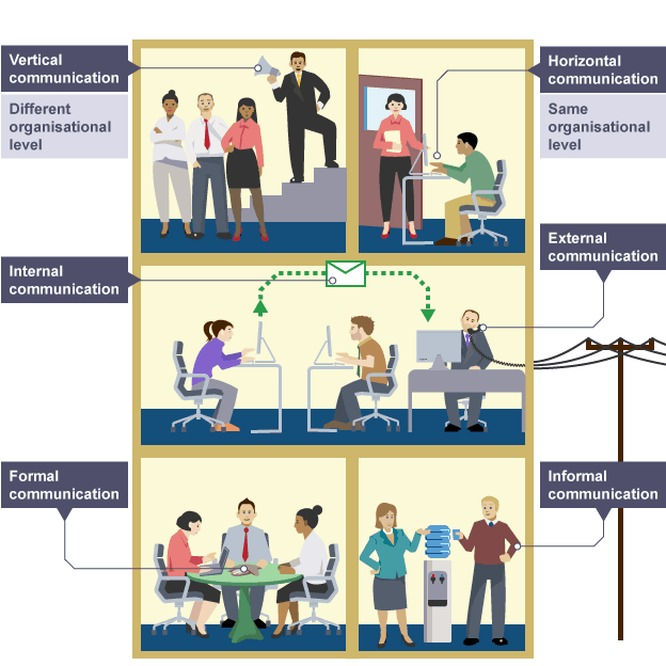 Vertical
communication
Different
organisational
level
Horizontal
communication
Same
organisational
level
Internal
communication
External
communication
Formal
communication
Informal
communication